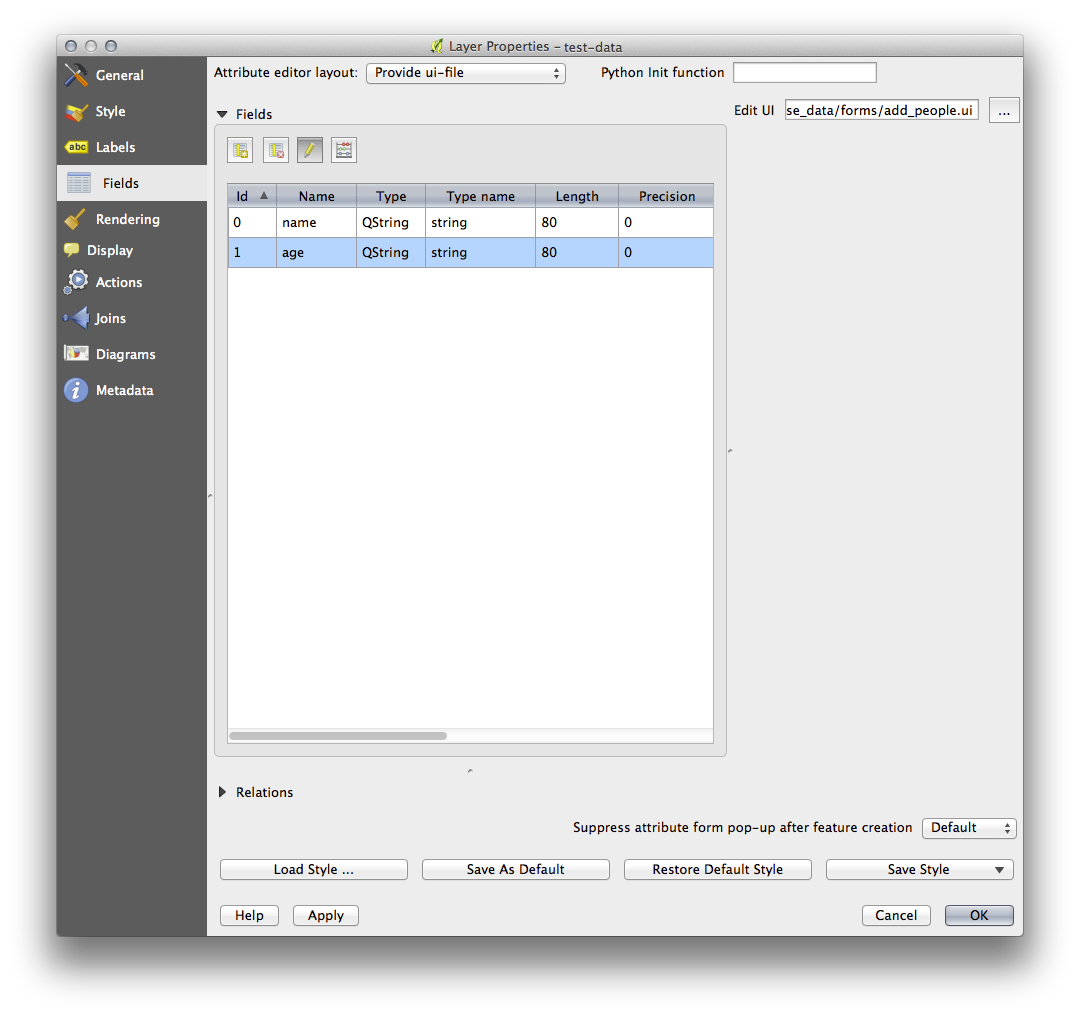 Layer Properties – test-data
General
Style
abc Labels
Fields
Rendering
Display
Actions
Joins
Diagrams
i Metadata
Attribute editor layout: Provide ui-file Python Init function
Fields
Edit UI se_data/forms/add_people.ui ...
Id Name Type Type name Length Precision
0 name QString string 80 0
1 age QString string 80 0
Relations
Suppress attribute form pop-up after feature creation Default
Load Style ... Save As Default Restore Default Style Save Style
Help Apply Cancel OK